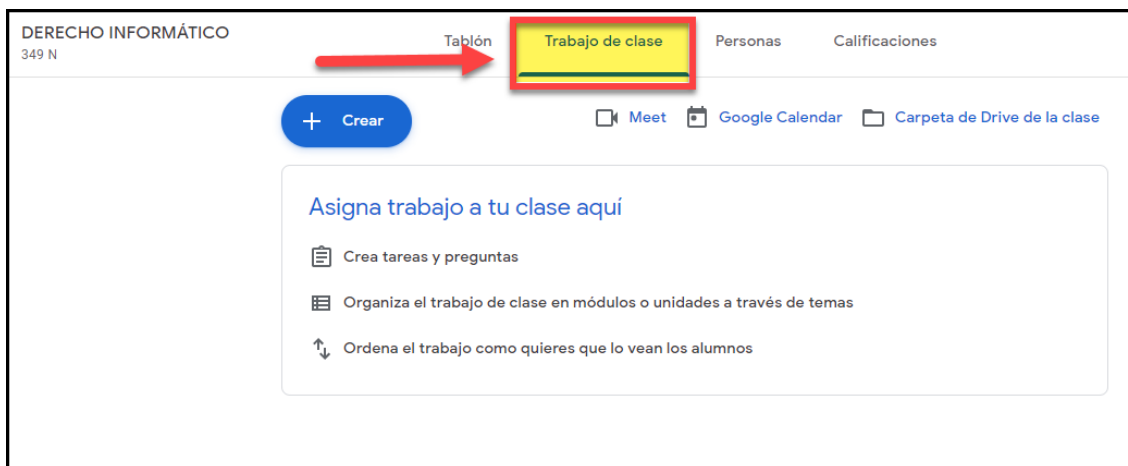 DERECHO INFORMÁTICO
349 N
Tablón Trabajo de clase Personas Calificaciones
+ Crear
Meet Google Calendar Carpeta de Drive de la clase
Asigna trabajo a tu clase aquí
Crea tareas y preguntas
Organiza el trabajo de clase en módulos o unidades a través de temas
Ordena el trabajo como quieres que lo vean los alumnos